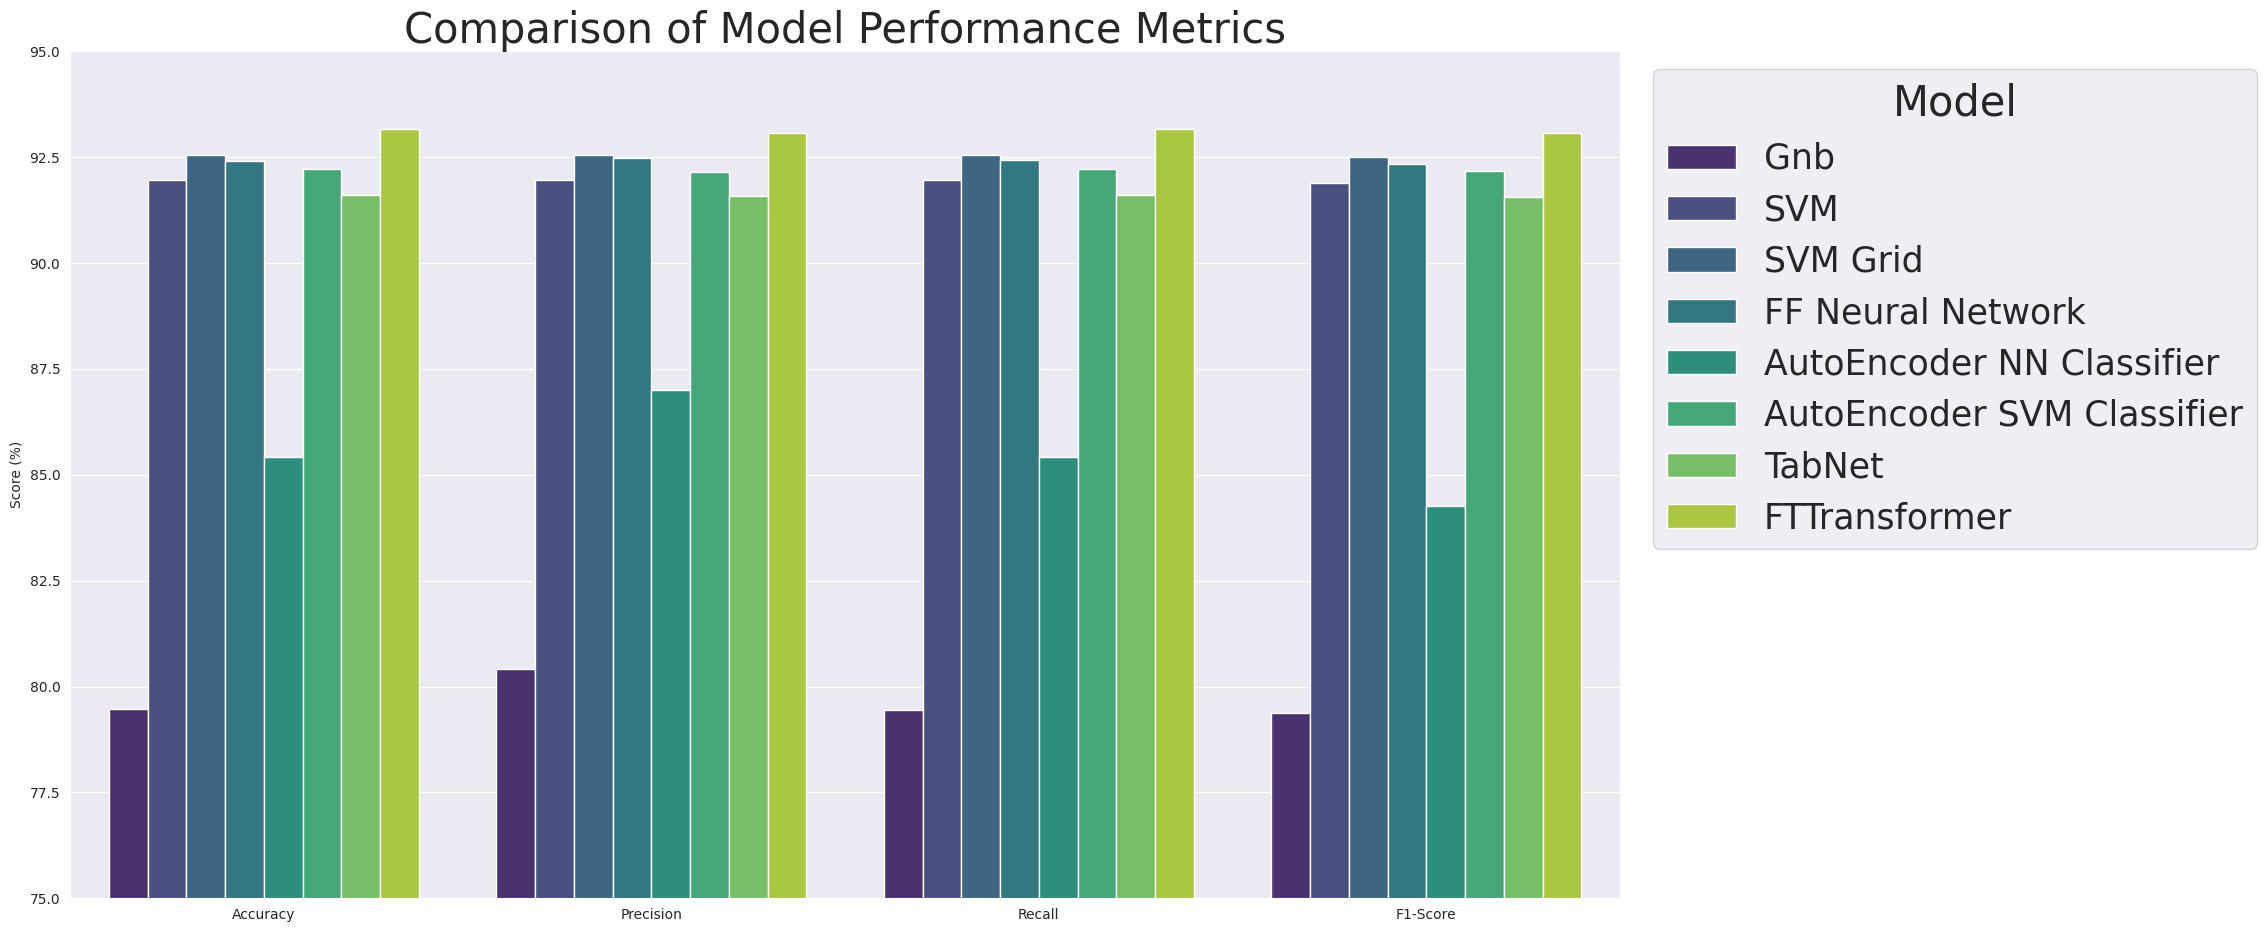 Comparison of Model Performance Metrics
95.0
92.5
90.0
87.5
85.0
82.5
80.0
77.5
75.0
Score (%)
Accuracy
Precision
Recall
F1-Score
Model
Gnb
SVM
SVM Grid
FF Neural Network
AutoEncoder NN Classifier
AutoEncoder SVM Classifier
TabNet
FTTransformer